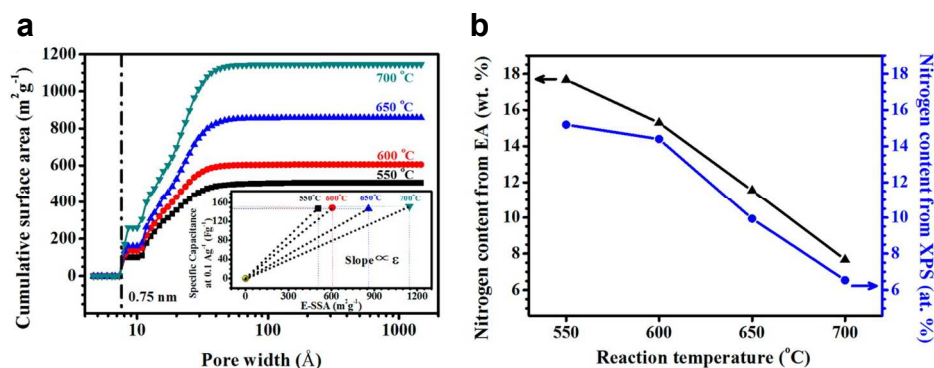 a
Cumulative surface area (m²g⁻¹)
1200
1000
800
600
400
200
0
700 °C
650 °C
600 °C
550 °C
0.75 nm
10
100
1000
Pore width (Å)
Specific Capacitance
at 0.1 Ag⁻¹ (Fg⁻¹)
150
120
90
60
30
0
550°C
600°C
650°C
700°C
Slope∝ ε
0
300
600
900
1200
E-SSA (m²g⁻¹)
b
Nitrogen content from EA (wt. %)
18
16
14
12
10
8
6
550
600
650
700
Reaction temperature (°C)
18
16
14
12
10
8
6
Nitrogen content from XPS (at. %)